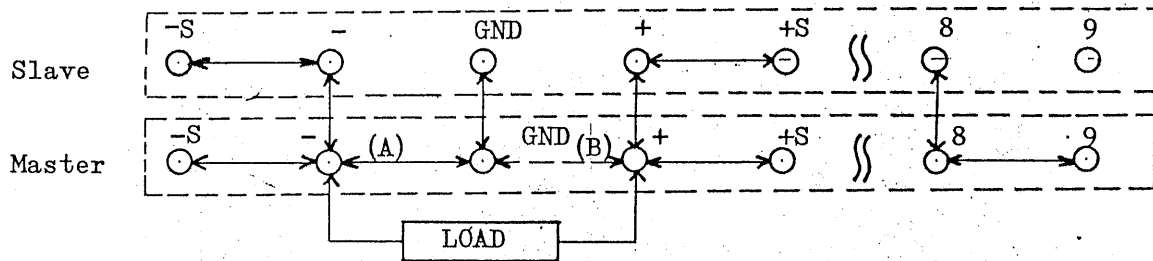 -S - GND + +S 8 9
Slave
-S - (A) GND (B) + +S 8 9
Master
LOAD